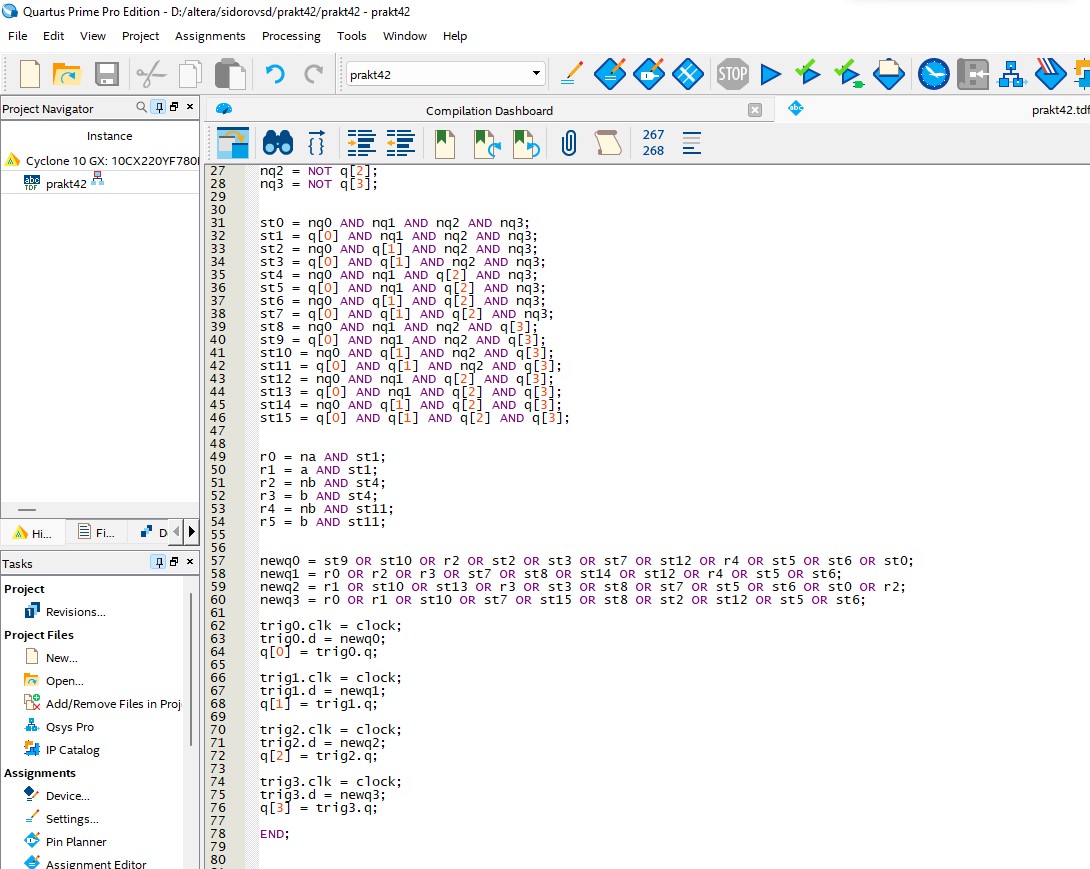 Quartus Prime Pro Edition - D:/altera/sidorovsd/prakt42/prakt42 - prakt42
File Edit View Project Assignments Processing Tools Window Help
prakt42
STOP
Project Navigator
Compilation Dashboard
prakt42.tdf
Instance
267
268
Cyclone 10 GX: 10CX220YF780I
abc
TDF
prakt42
27 nq2 = NOT q[2];
28 nq3 = NOT q[3];
29
30
31 st0 = nq0 AND nq1 AND nq2 AND nq3;
32 st1 = q[0] AND nq1 AND nq2 AND nq3;
33 st2 = nq0 AND q[1] AND nq2 AND nq3;
34 st3 = q[0] AND q[1] AND nq2 AND nq3;
35 st4 = nq0 AND nq1 AND q[2] AND nq3;
36 st5 = q[0] AND nq1 AND q[2] AND nq3;
37 st6 = nq0 AND q[1] AND q[2] AND nq3;
38 st7 = q[0] AND q[1] AND q[2] AND nq3;
39 st8 = nq0 AND nq1 AND nq2 AND q[3];
40 st9 = q[0] AND nq1 AND nq2 AND q[3];
41 st10 = nq0 AND q[1] AND nq2 AND q[3];
42 st11 = q[0] AND q[1] AND nq2 AND q[3];
43 st12 = nq0 AND nq1 AND q[2] AND q[3];
44 st13 = q[0] AND nq1 AND q[2] AND q[3];
45 st14 = nq0 AND q[1] AND q[2] AND q[3];
46 st15 = q[0] AND q[1] AND q[2] AND q[3];
47
48
49 r0 = na AND st1;
50 r1 = a AND st1;
51 r2 = nb AND st4;
52 r3 = b AND st4;
53 r4 = nb AND st11;
54 r5 = b AND st11;
55
56
57 newq0 = st9 OR st10 OR r2 OR st2 OR st3 OR st7 OR st12 OR r4 OR st5 OR st6 OR st0;
58 newq1 = r0 OR r2 OR r3 OR st7 OR st8 OR st14 OR st12 OR r4 OR st5 OR st6;
59 newq2 = r1 OR st10 OR st13 OR r3 OR st3 OR st8 OR st7 OR st5 OR st6 OR st0 OR r2;
60 newq3 = r0 OR r1 OR st10 OR st7 OR st15 OR st8 OR st2 OR st12 OR st5 OR st6;
61
62 trig0.clk = clock;
63 trig0.d = newq0;
64 q[0] = trig0.q;
65
66 trig1.clk = clock;
67 trig1.d = newq1;
68 q[1] = trig1.q;
69
70 trig2.clk = clock;
71 trig2.d = newq2;
72 q[2] = trig2.q;
73
74 trig3.clk = clock;
75 trig3.d = newq3;
76 q[3] = trig3.q;
77
78 END;
79
80
Hi... Fi... D
Tasks
Project
Revisions...
Project Files
New...
Open...
Add/Remove Files in Proj
Qsys Pro
IP Catalog
Assignments
Device...
Settings...
Pin Planner
Assignment Editor